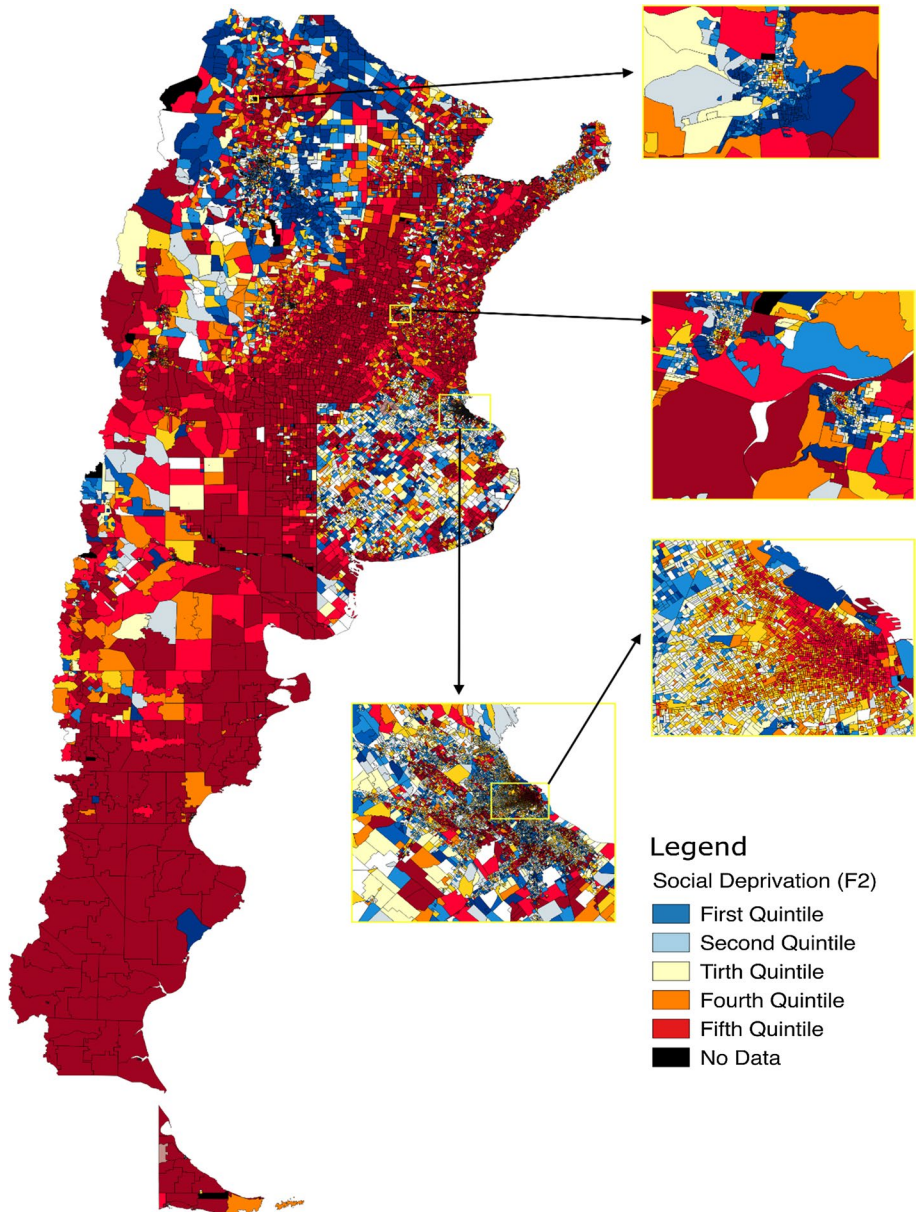 Legend
Social Deprivation (F2)
First Quintile
Second Quintile
Tirth Quintile
Fourth Quintile
Fifth Quintile
No Data